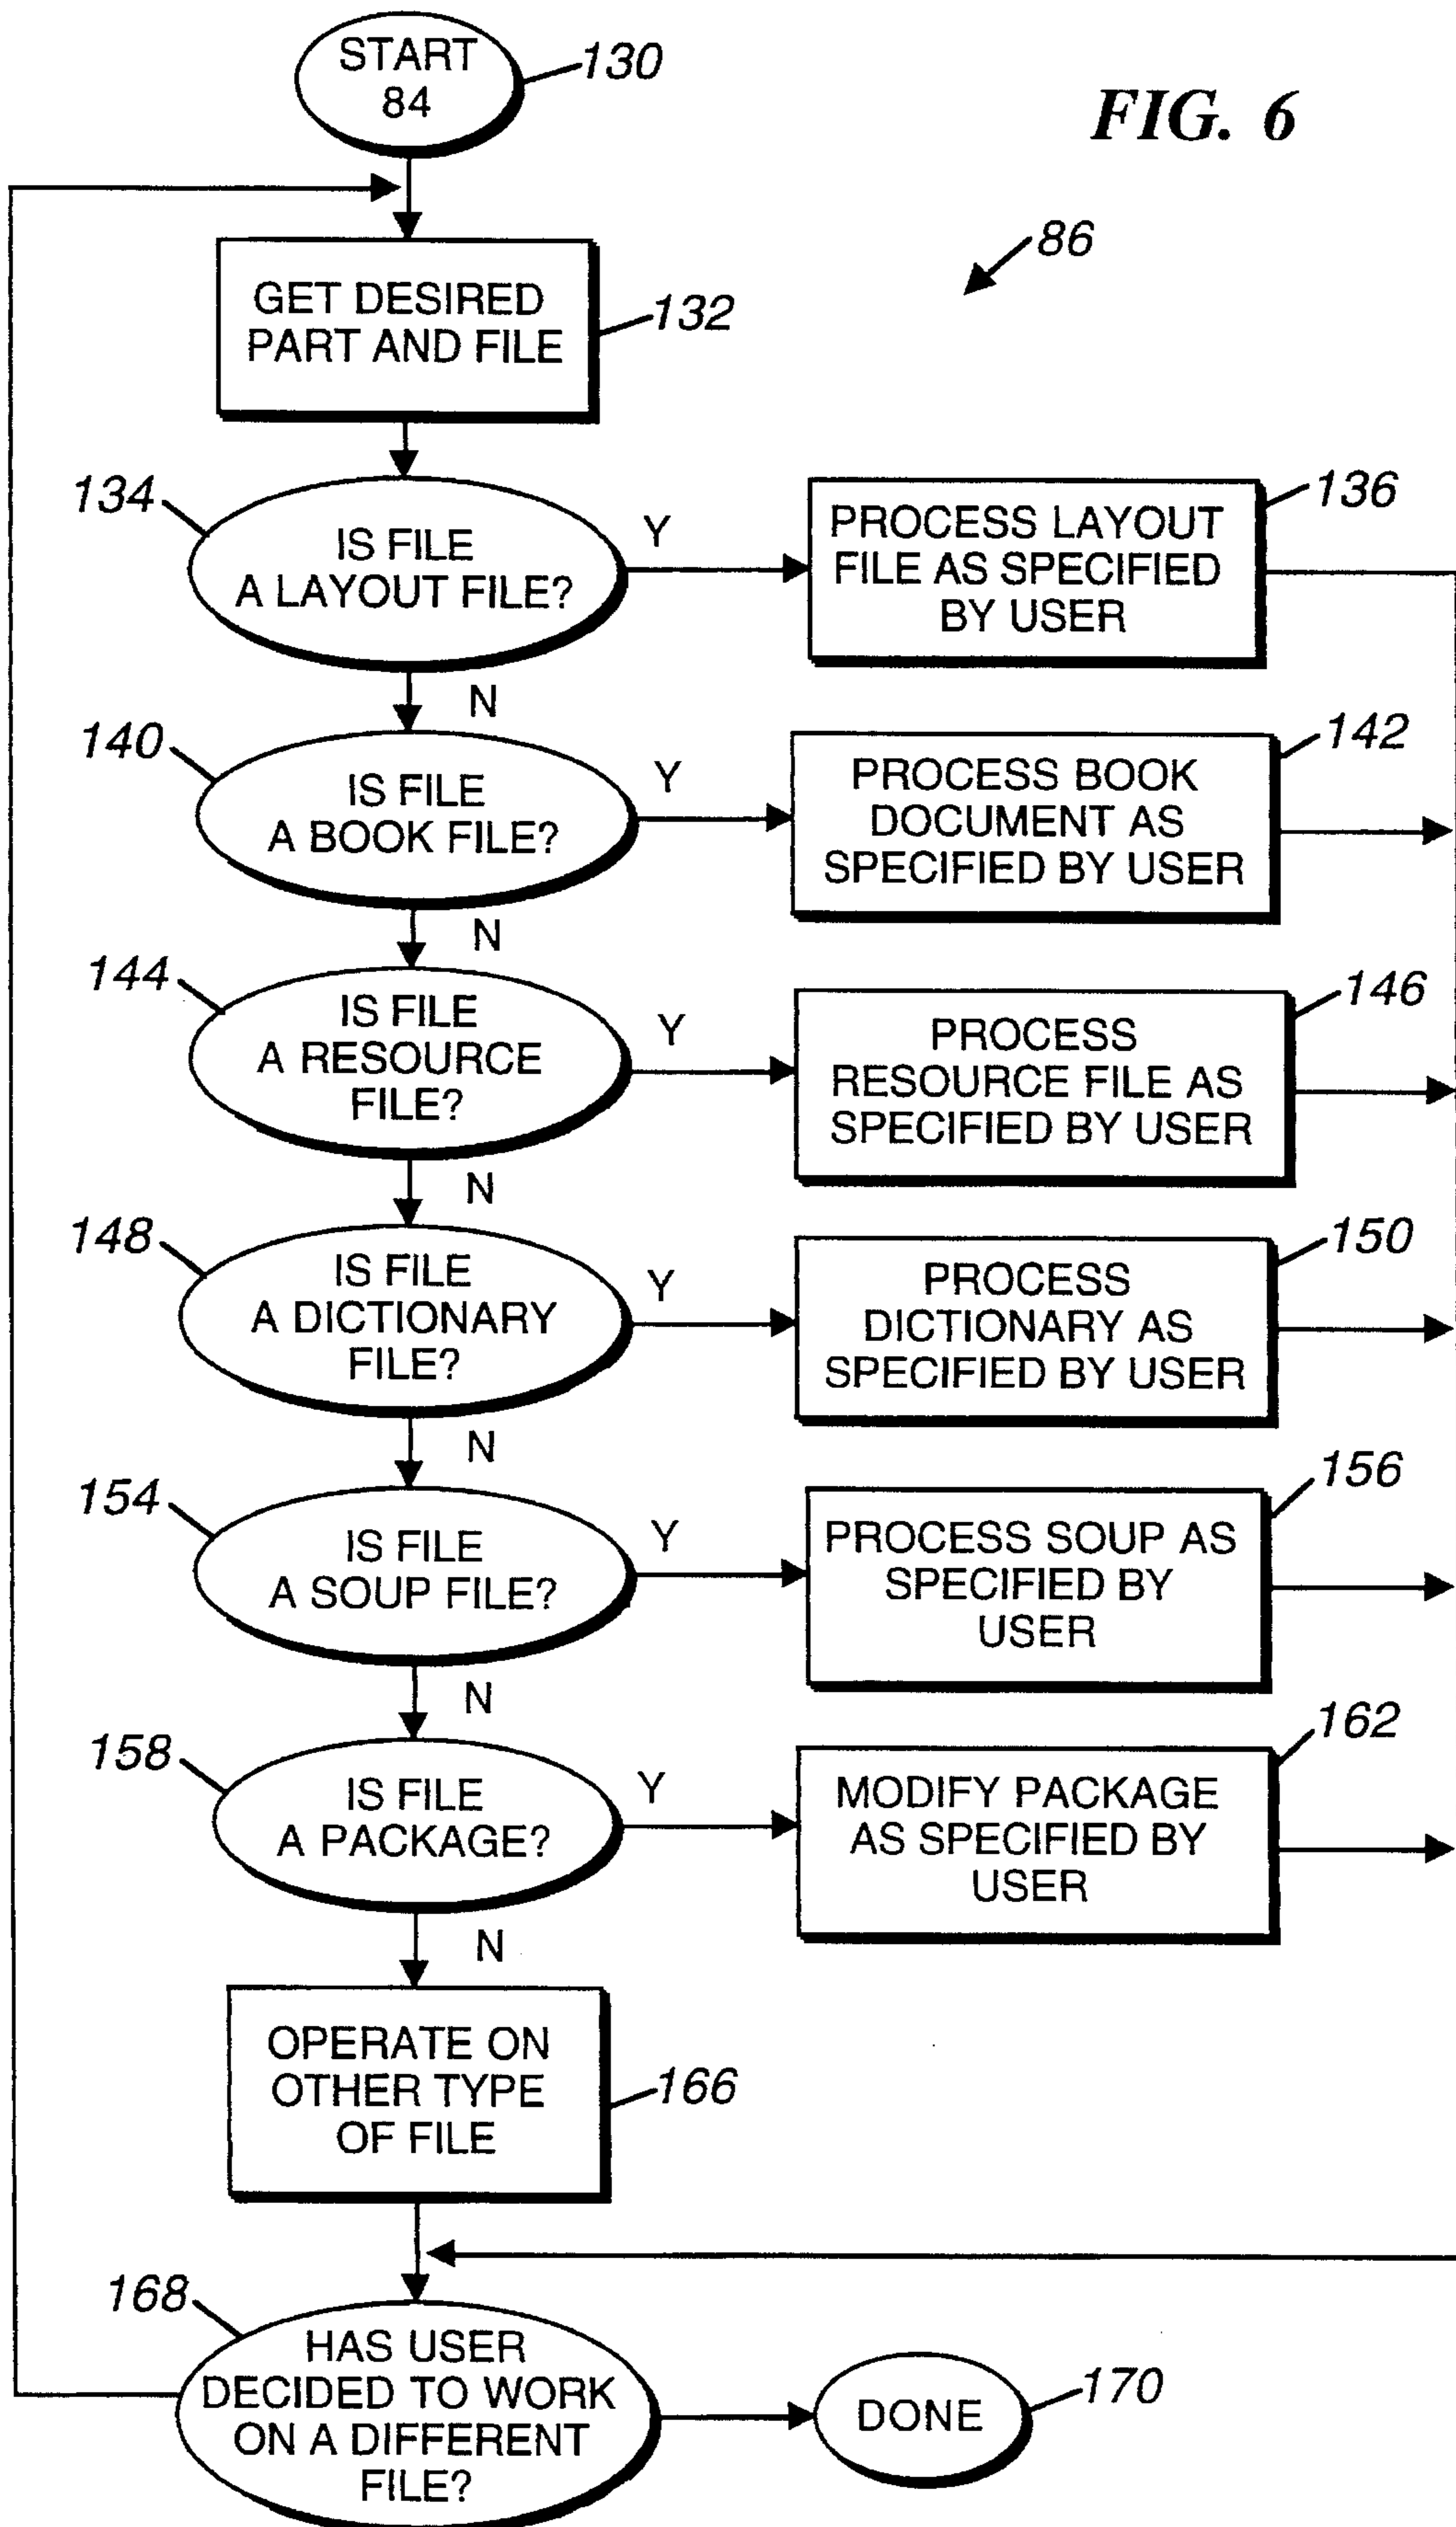 START
84
130
FIG. 6
86
GET DESIRED
PART AND FILE
132
134
IS FILE
A LAYOUT FILE?
Y
PROCESS LAYOUT
FILE AS SPECIFIED
BY USER
136
N
140
IS FILE
A BOOK FILE?
Y
PROCESS BOOK
DOCUMENT AS
SPECIFIED BY USER
142
N
144
IS FILE
A RESOURCE
FILE?
Y
PROCESS
RESOURCE FILE AS
SPECIFIED BY USER
146
N
148
IS FILE
A DICTIONARY
FILE?
Y
PROCESS
DICTIONARY AS
SPECIFIED BY USER
150
N
154
IS FILE
A SOUP FILE?
Y
PROCESS SOUP AS
SPECIFIED BY
USER
156
N
158
IS FILE
A PACKAGE?
Y
MODIFY PACKAGE
AS SPECIFIED BY
USER
162
N
OPERATE ON
OTHER TYPE
OF FILE
166
168
HAS USER
DECIDED TO WORK
ON A DIFFERENT
FILE?
DONE
170